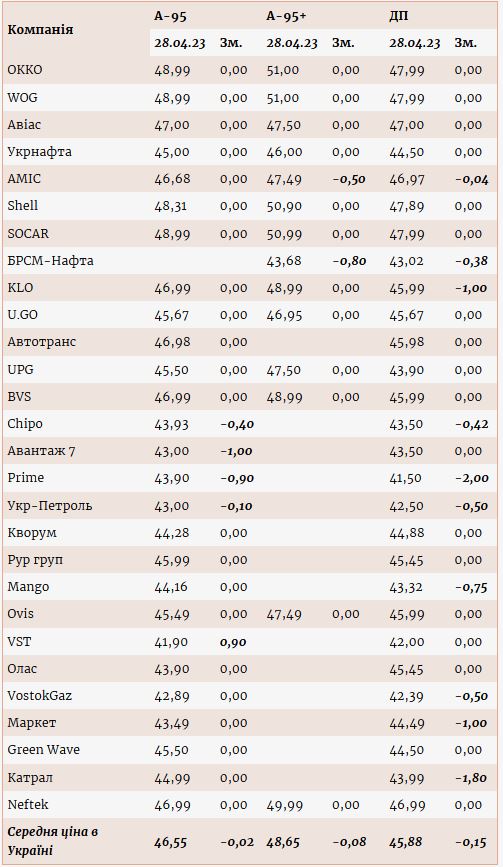 Компанія А-95 А-95+ ДП
28.04.23 Зм. 28.04.23 Зм. 28.04.23 Зм.
ОККО 48,99 0,00 51,00 0,00 47,99 0,00
WOG 48,99 0,00 51,00 0,00 47,99 0,00
Авіас 47,00 0,00 47,50 0,00 47,00 0,00
Укрнафта 45,00 0,00 46,00 0,00 44,50 0,00
АМІС 46,68 0,00 47,49 -0,50 46,97 -0,04
Shell 48,31 0,00 50,90 0,00 47,89 0,00
SOCAR 48,99 0,00 50,99 0,00 47,99 0,00
БРСМ-Нафта 43,68 -0,80 43,02 -0,38
KLO 46,99 0,00 48,99 0,00 45,99 -1,00
U.GO 45,67 0,00 46,95 0,00 45,67 0,00
Автотранс 46,98 0,00 45,98 0,00
UPG 45,50 0,00 47,50 0,00 43,90 0,00
BVS 46,99 0,00 48,99 0,00 45,99 0,00
Chipo 43,93 -0,40 43,50 -0,42
Авантаж 7 43,00 -1,00 43,50 0,00
Prime 43,90 -0,90 41,50 -2,00
Укр-Петроль 43,00 -0,10 42,50 -0,50
Кворум 44,28 0,00 44,88 0,00
Рур груп 45,99 0,00 45,45 0,00
Mango 44,16 0,00 43,32 -0,75
Ovis 45,49 0,00 47,49 0,00 45,99 0,00
VST 41,90 0,90 42,00 0,00
Олас 43,90 0,00 45,45 0,00
VostokGaz 42,89 0,00 42,39 -0,50
Маркет 43,49 0,00 44,49 -1,00
Green Wave 45,50 0,00 44,50 0,00
Катрал 44,99 0,00 43,99 -1,80
Neftek 46,99 0,00 49,99 0,00 46,99 0,00
Середня ціна в
Україні 46,55 -0,02 48,65 -0,08 45,88 -0,15